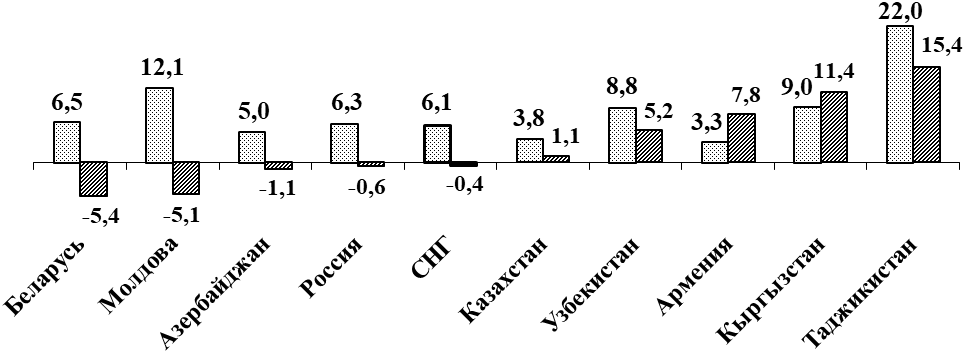 6,5
-5,4
12,1
-5,1
5,0
-1,1
6,3
-0,6
6,1
-0,4
3,8
1,1
8,8
5,2
3,3
7,8
9,0
11,4
22,0
15,4
Беларусь
Молдова
Азербайджан
Россия
СНГ
Казахстан
Узбекистан
Армения
Кыргызстан
Таджикистан